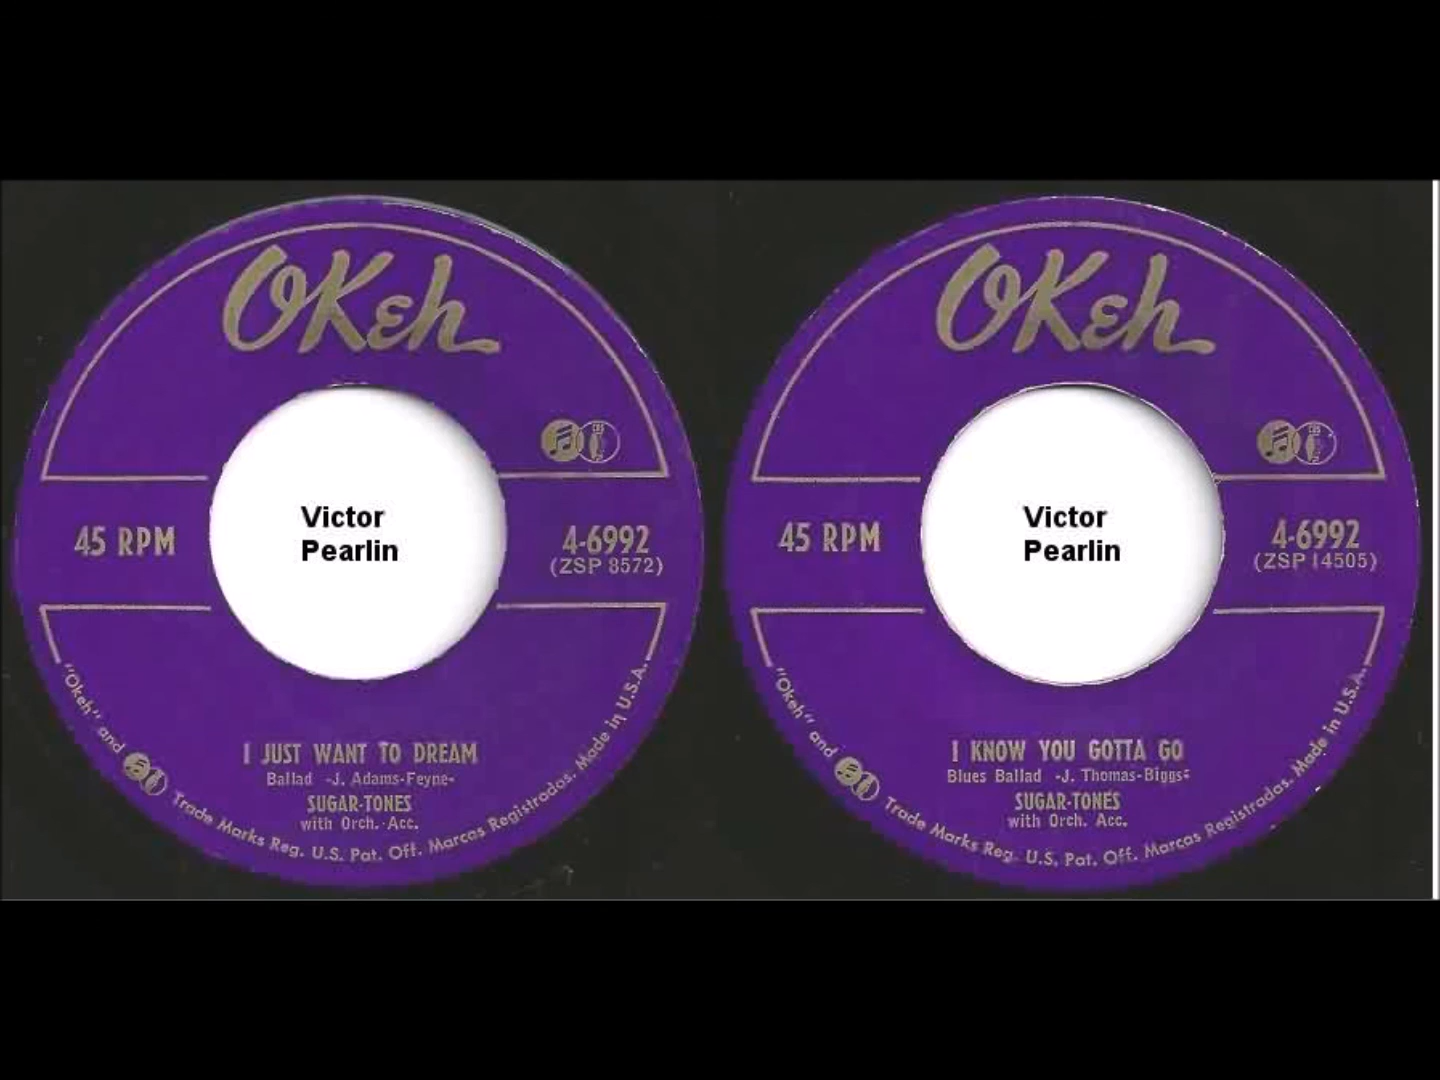 OKeh
45 RPM
Victor
Pearlin
4-6992
(ZSP 8572)
I JUST WANT TO DREAM
Ballad -J. Adams-Feyne-
SUGAR-TONES
with Orch. Acc.
"Okeh" and Trade Marks Reg. U.S. Pat. Off. Marcas Registradas. Made in U.S.A.
OKeh
45 RPM
Victor
Pearlin
4-6992
(ZSP 14505)
I KNOW YOU GOTTA GO
Blues Ballad -J. Thomas-Biggs-
SUGAR-TONES
with Orch. Acc.
"Okeh" and Trade Marks Reg. U.S. Pat. Off. Marcas Registradas. Made in U.S.A.